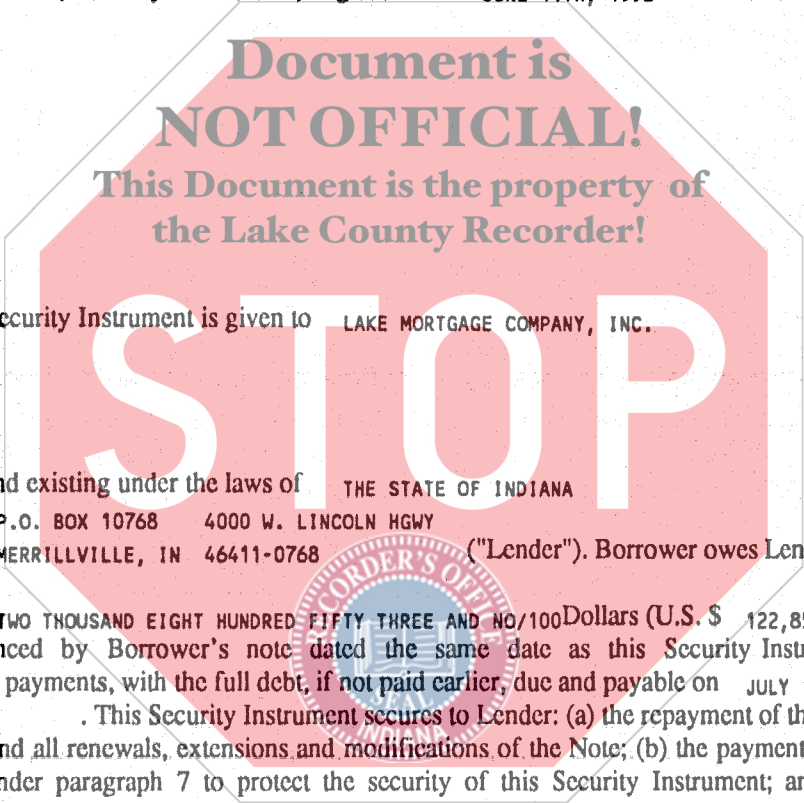 Document is
NOT OFFICIAL!
This Document is the property of
the Lake County Recorder!
STOP
ecurity Instrument is given to LAKE MORTGAGE COMPANY, INC.
nd existing under the laws of THE STATE OF INDIANA
P.O. BOX 10768 4000 W. LINCOLN HGWY
MERRILLVILLE, IN 46411-0768 ("Lender"). Borrower owes Len
TWO THOUSAND EIGHT HUNDRED FIFTY THREE AND NO/100 Dollars (U.S. $ 122,85
nced by Borrower's note dated the same date as this Security Instr
payments, with the full debt, if not paid earlier, due and payable on JULY
. This Security Instrument secures to Lender: (a) the repayment of th
nd all renewals, extensions and modifications of the Note; (b) the payment
nder paragraph 7 to protect the security of this Security Instrument; an
RECORDER'S OFFICE
SEAL
INDIANA